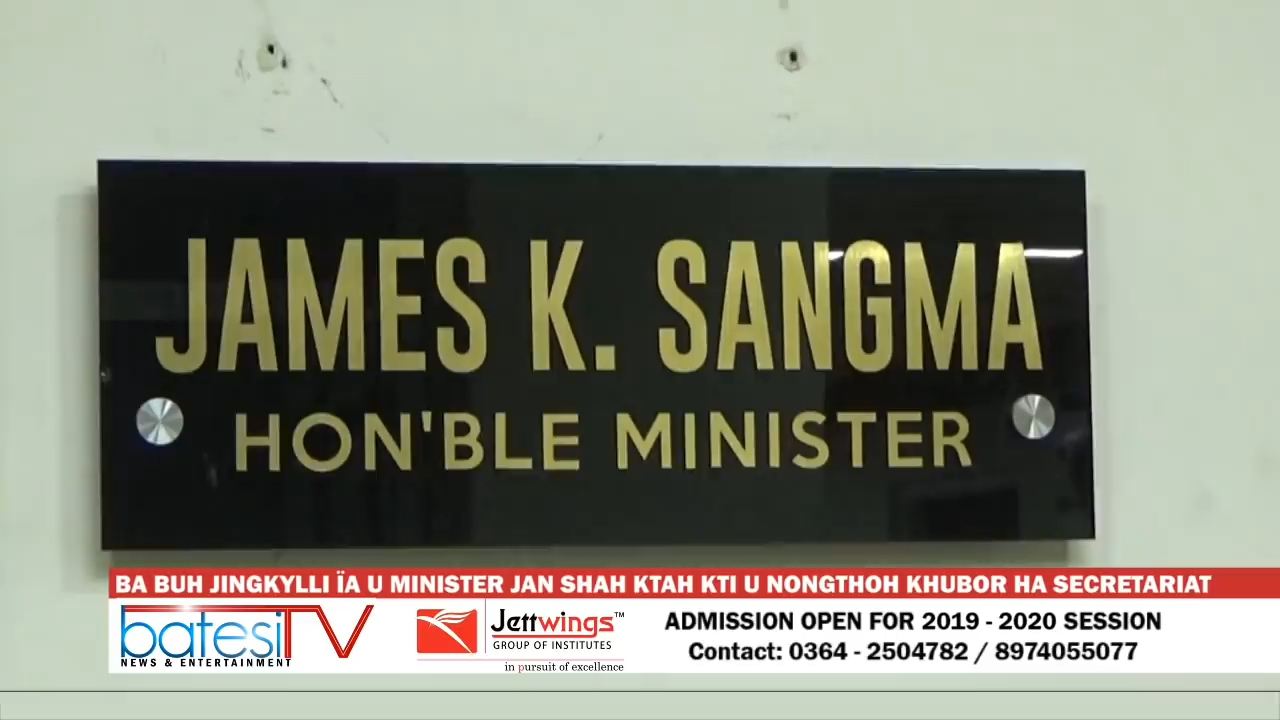 JAMES K. SANGMA
HON'BLE MINISTER
BA BUH JINGKYLLI ÏA U MINISTER JAN SHAH KTAH KTI U NONGTHOH KHUBOR HA SECRETARIAT
batesi TV
NEWS & ENTERTAINMENT
Jettwings™
GROUP OF INSTITUTES
in pursuit of excellence
ADMISSION OPEN FOR 2019 - 2020 SESSION
Contact: 0364 - 2504782 / 8974055077